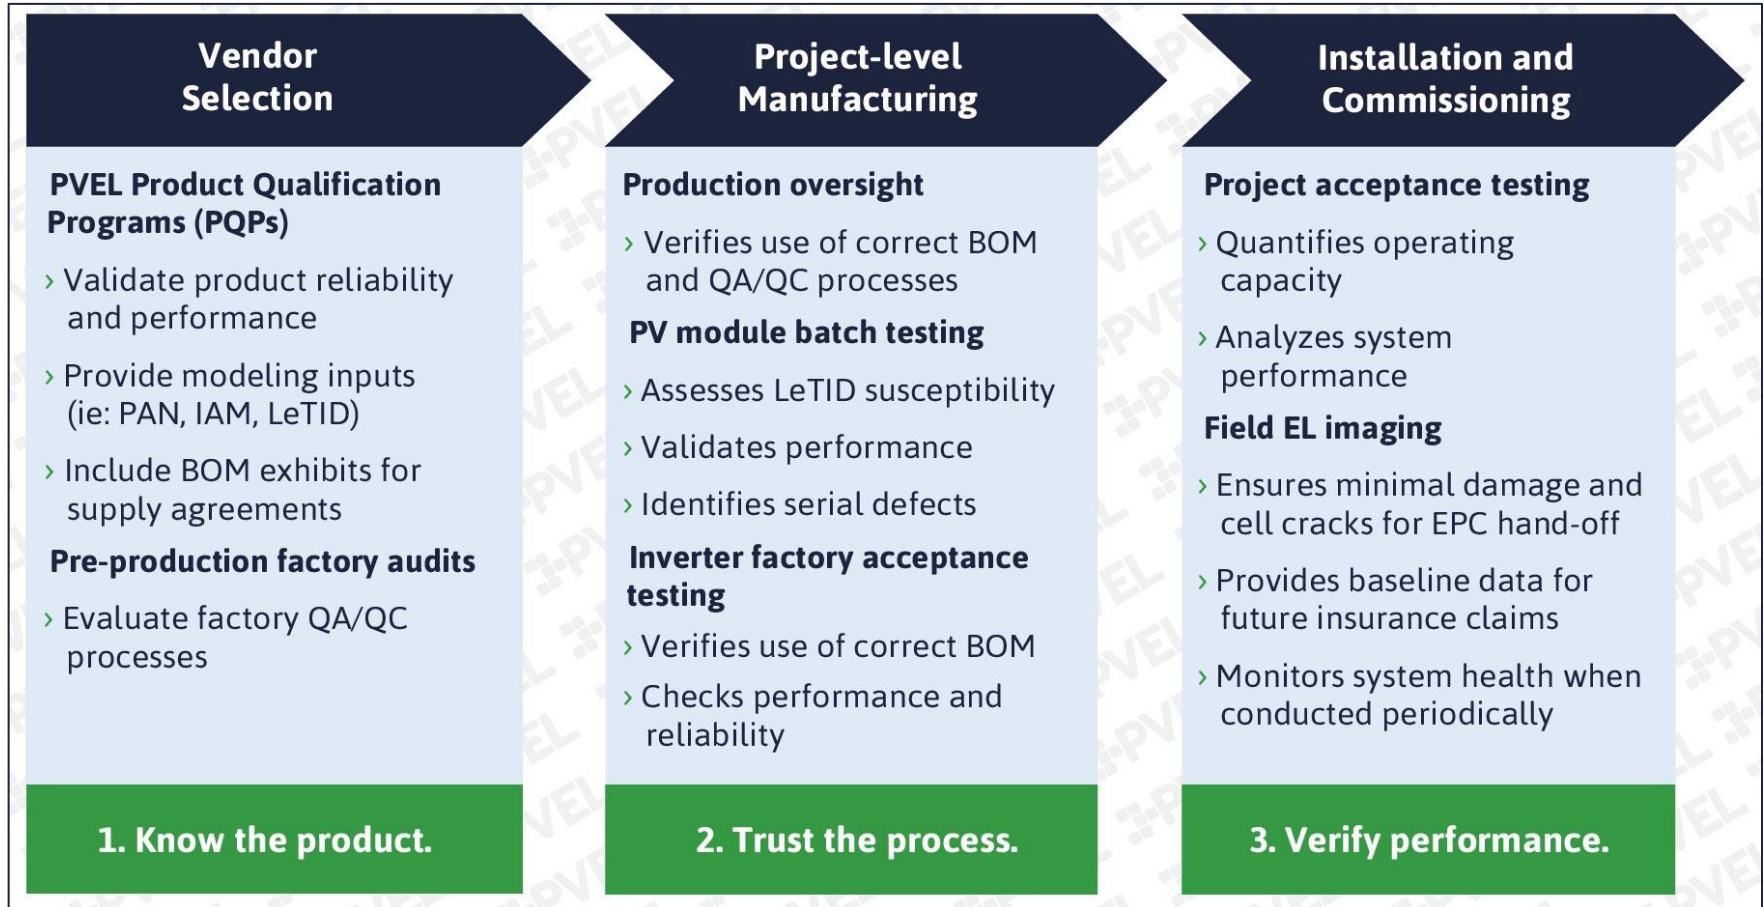 Vendor
Selection
PVEL Product Qualification
Programs (PQPs)
› Validate product reliability
and performance
› Provide modeling inputs
(ie: PAN, IAM, LeTID)
› Include BOM exhibits for
supply agreements
Pre-production factory audits
› Evaluate factory QA/QC
processes
1. Know the product.
Project-level
Manufacturing
Production oversight
› Verifies use of correct BOM
and QA/QC processes
PV module batch testing
› Assesses LeTID susceptibility
› Validates performance
› Identifies serial defects
Inverter factory acceptance
testing
› Verifies use of correct BOM
› Checks performance and
reliability
2. Trust the process.
Installation and
Commissioning
Project acceptance testing
› Quantifies operating
capacity
› Analyzes system
performance
Field EL imaging
› Ensures minimal damage and
cell cracks for EPC hand-off
› Provides baseline data for
future insurance claims
› Monitors system health when
conducted periodically
3. Verify performance.